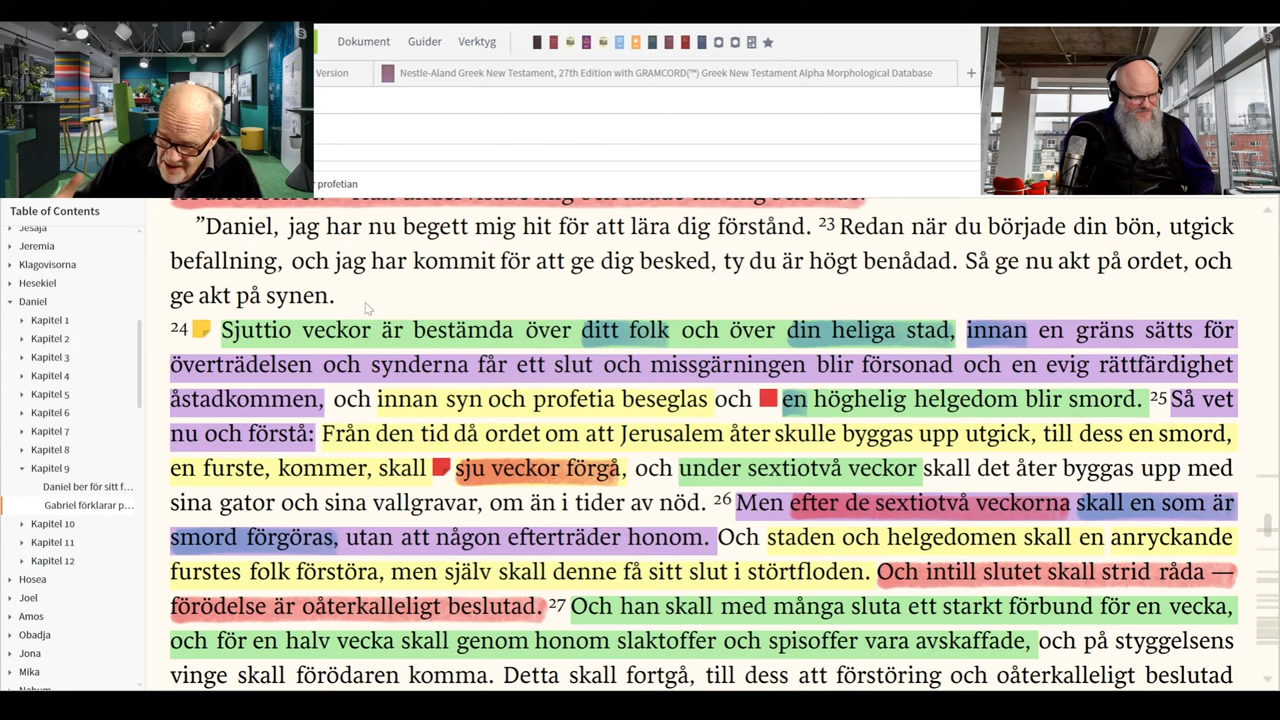 Dokument Guider Verktyg
Version
Nestle-Aland Greek New Testament, 27th Edition with GRAMCORD(™) Greek New Testament Alpha Morphological Database
+
profetian
Table of Contents
Jesaja
Jeremia
Klagovisorna
Hesekiel
Daniel
Kapitel 1
Kapitel 2
Kapitel 3
Kapitel 4
Kapitel 5
Kapitel 6
Kapitel 7
Kapitel 8
Kapitel 9
Daniel ber för sitt f…
Gabriel förklarar p…
Kapitel 10
Kapitel 11
Kapitel 12
Hosea
Joel
Amos
Obadja
Jona
Mika
"Daniel, jag har nu begett mig hit för att lära dig förstånd. 23 Redan när du började din bön, utgick
befallning, och jag har kommit för att ge dig besked, ty du är högt benådad. Så ge nu akt på ordet, och
ge akt på synen.
24 Sjuttio veckor är bestämda över ditt folk och över din heliga stad, innan en gräns sätts för
överträdelsen och synderna får ett slut och missgärningen blir försonad och en evig rättfärdighet
åstadkommen, och innan syn och profetia beseglas och en höghelig helgedom blir smord. 25 Så vet
nu och förstå: Från den tid då ordet om att Jerusalem åter skulle byggas upp utgick, till dess en smord,
en furste, kommer, skall sju veckor förgå, och under sextiotvå veckor skall det åter byggas upp med
sina gator och sina vallgravar, om än i tider av nöd. 26 Men efter de sextiotvå veckorna skall en som är
smord förgöras, utan att någon efterträder honom. Och staden och helgedomen skall en anryckande
furstes folk förstöra, men själv skall denne få sitt slut i störtfloden. Och intill slutet skall strid råda —
förödelse är oåterkalleligt beslutad. 27 Och han skall med många sluta ett starkt förbund för en vecka,
och för en halv vecka skall genom honom slaktoffer och spisoffer vara avskaffade, och på styggelsens
vinge skall förödaren komma. Detta skall fortgå, till dess att förstöring och oåterkalleligt beslutad